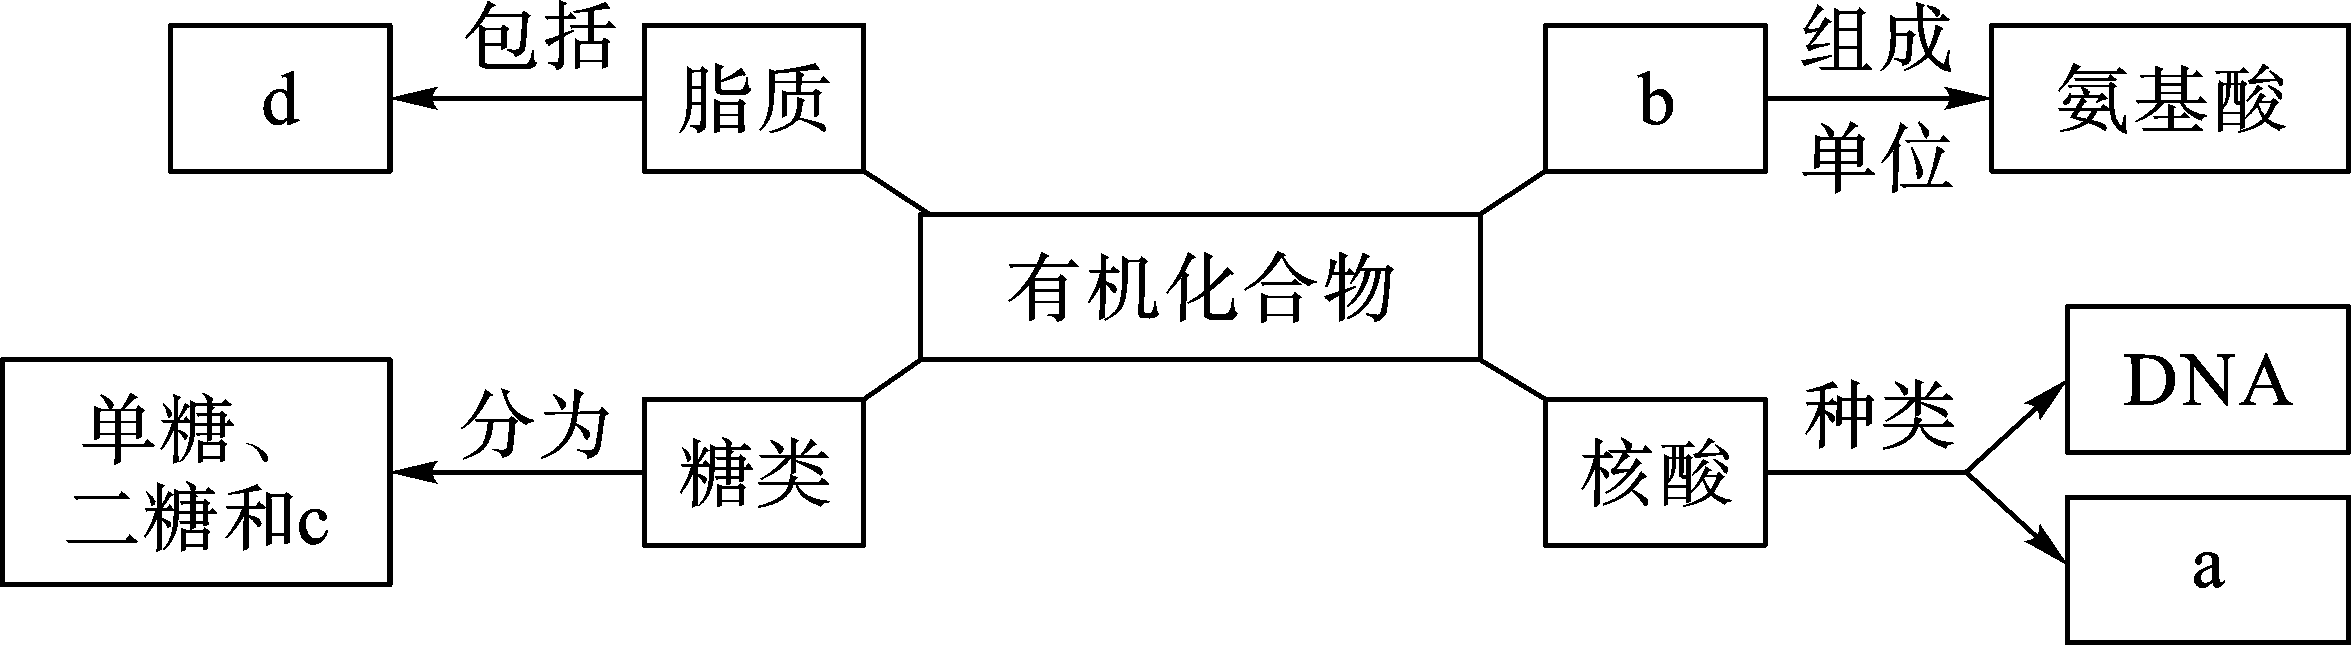 d
包括
脂质
b
组成
单位
氨基酸
有机化合物
单糖、
二糖和c
分为
糖类
核酸
种类
DNA
a